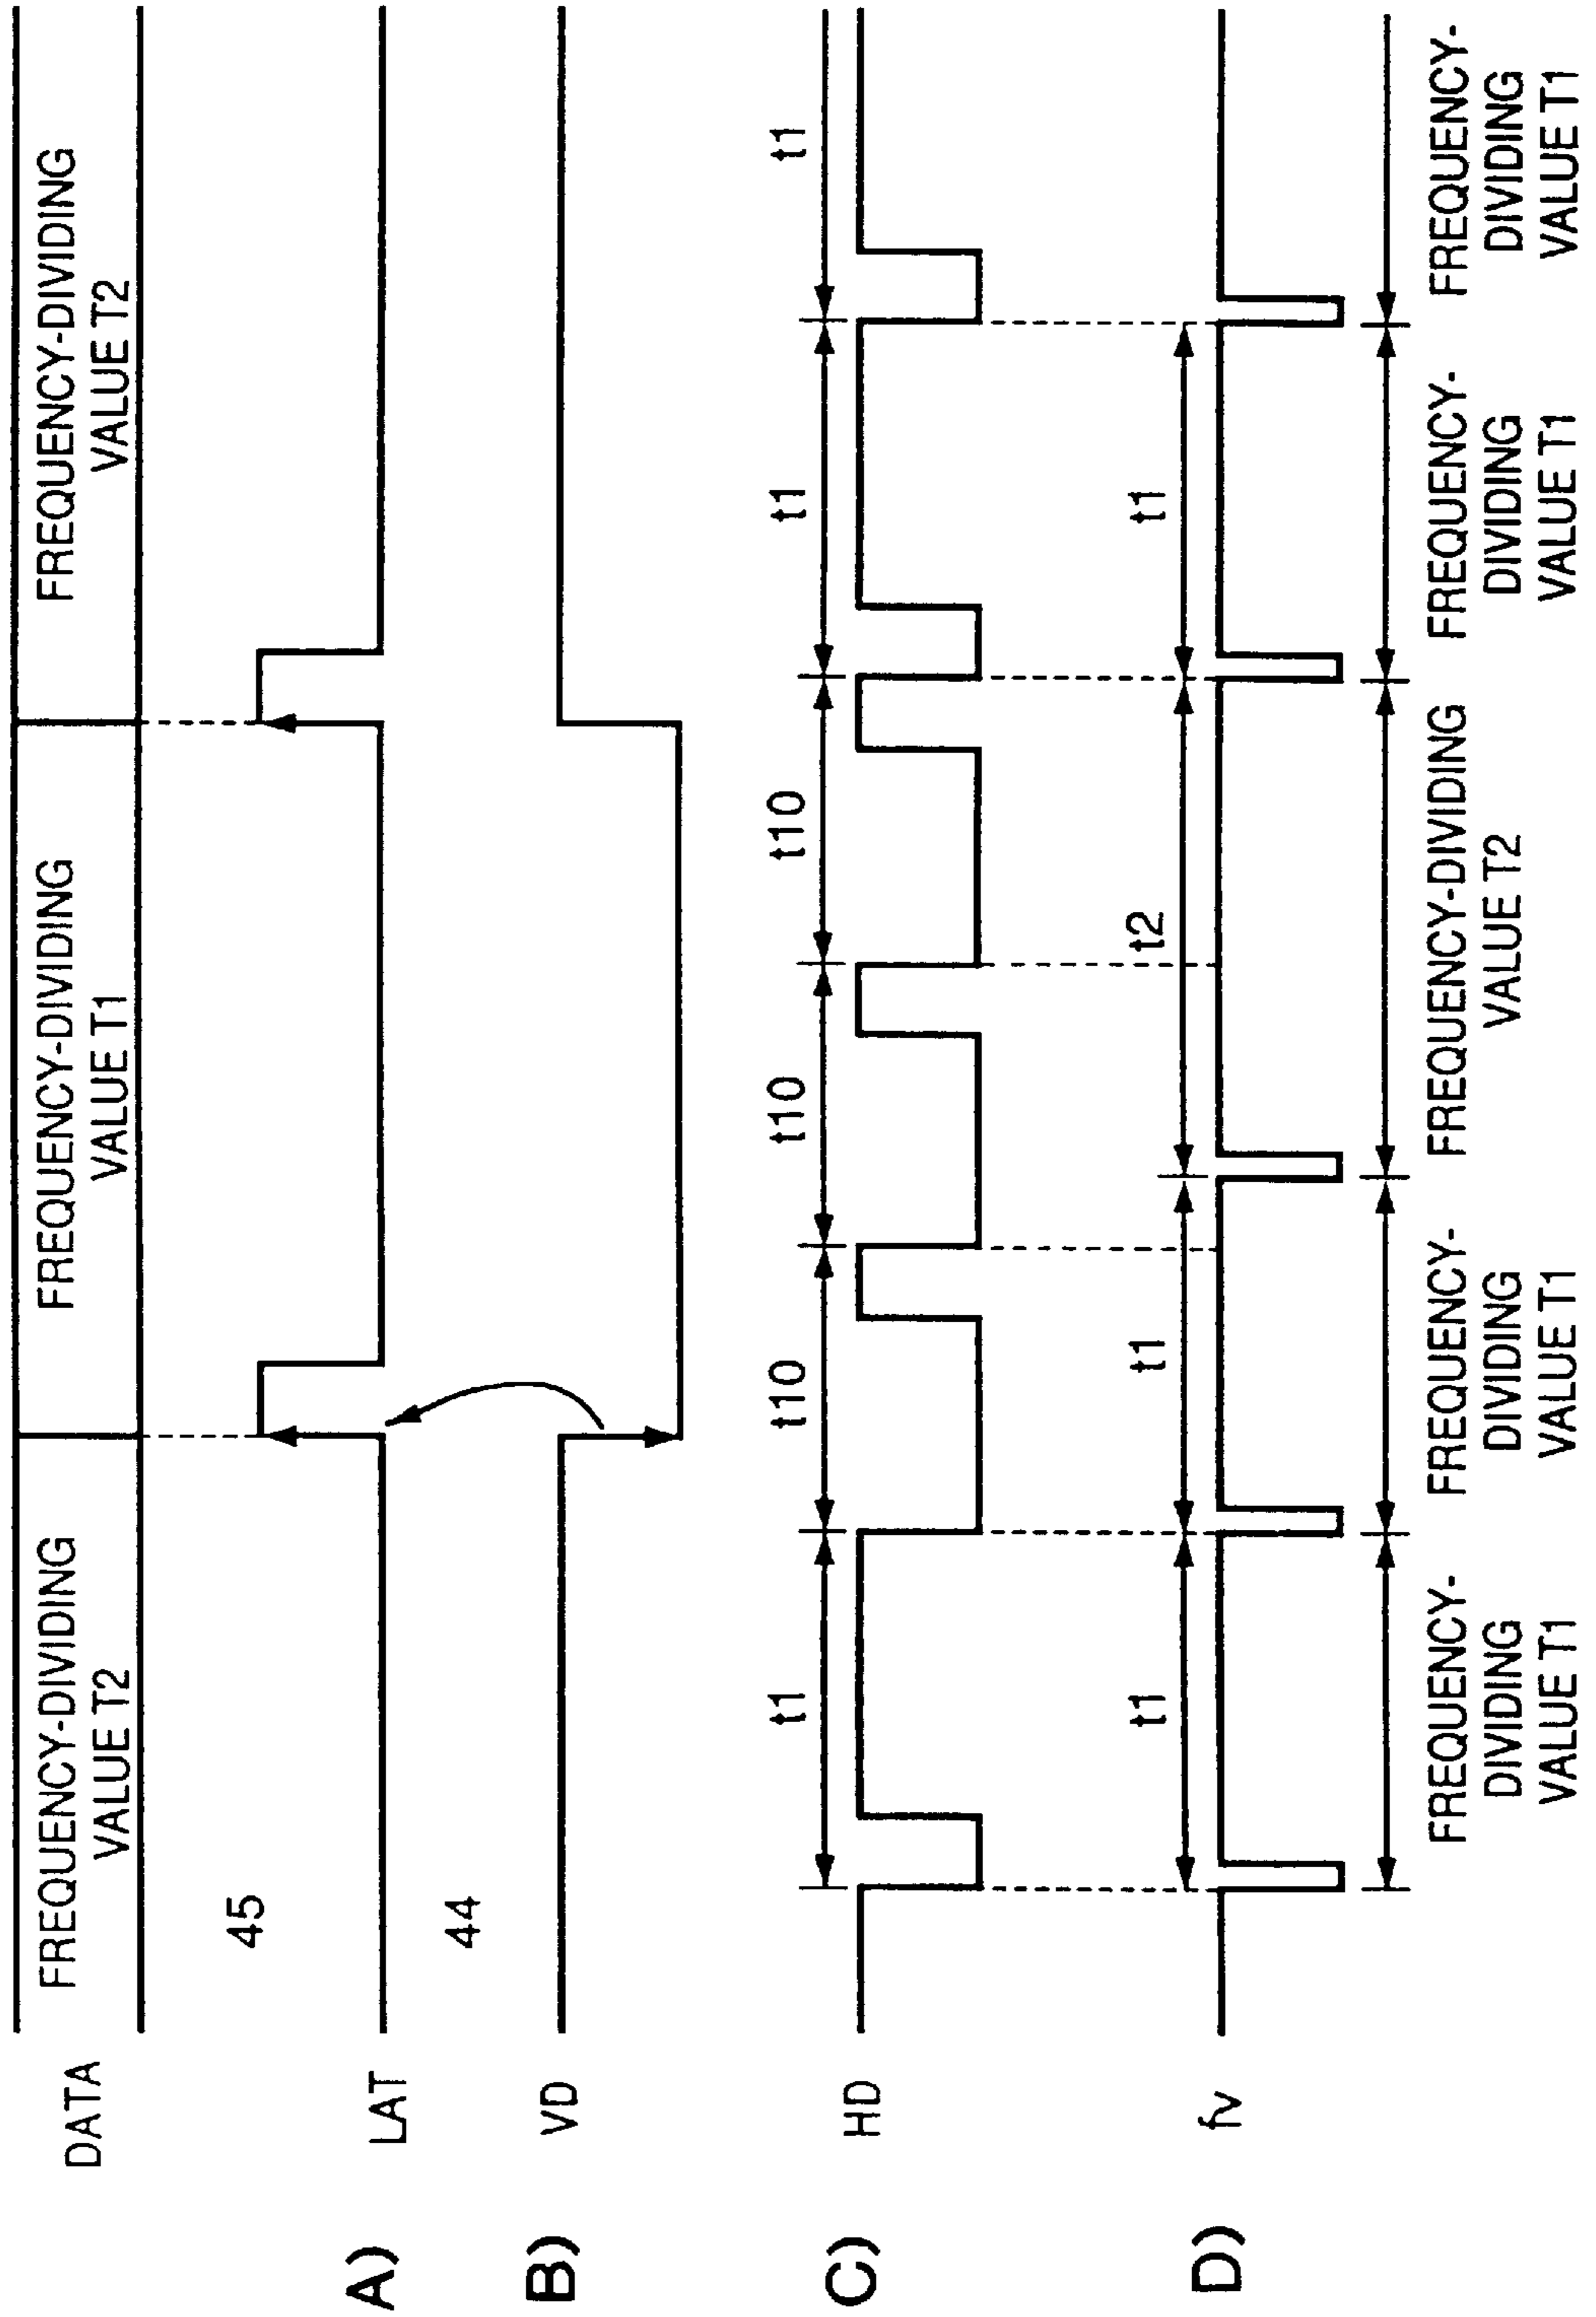 DATA
FREQUENCY-DIVIDING
VALUE T2
FREQUENCY-DIVIDING
VALUE T1
FREQUENCY-DIVIDING
VALUE T2
45
A) LAT
44
B) VD
t1
t10
t10
t10
t1
t1
C) HD
t1
t1
t2
t1
D) fv
FREQUENCY-
DIVIDING
VALUE T1
FREQUENCY-
DIVIDING
VALUE T1
FREQUENCY-DIVIDING
VALUE T2
FREQUENCY-
DIVIDING
VALUE T1
FREQUENCY-
DIVIDING
VALUE T1